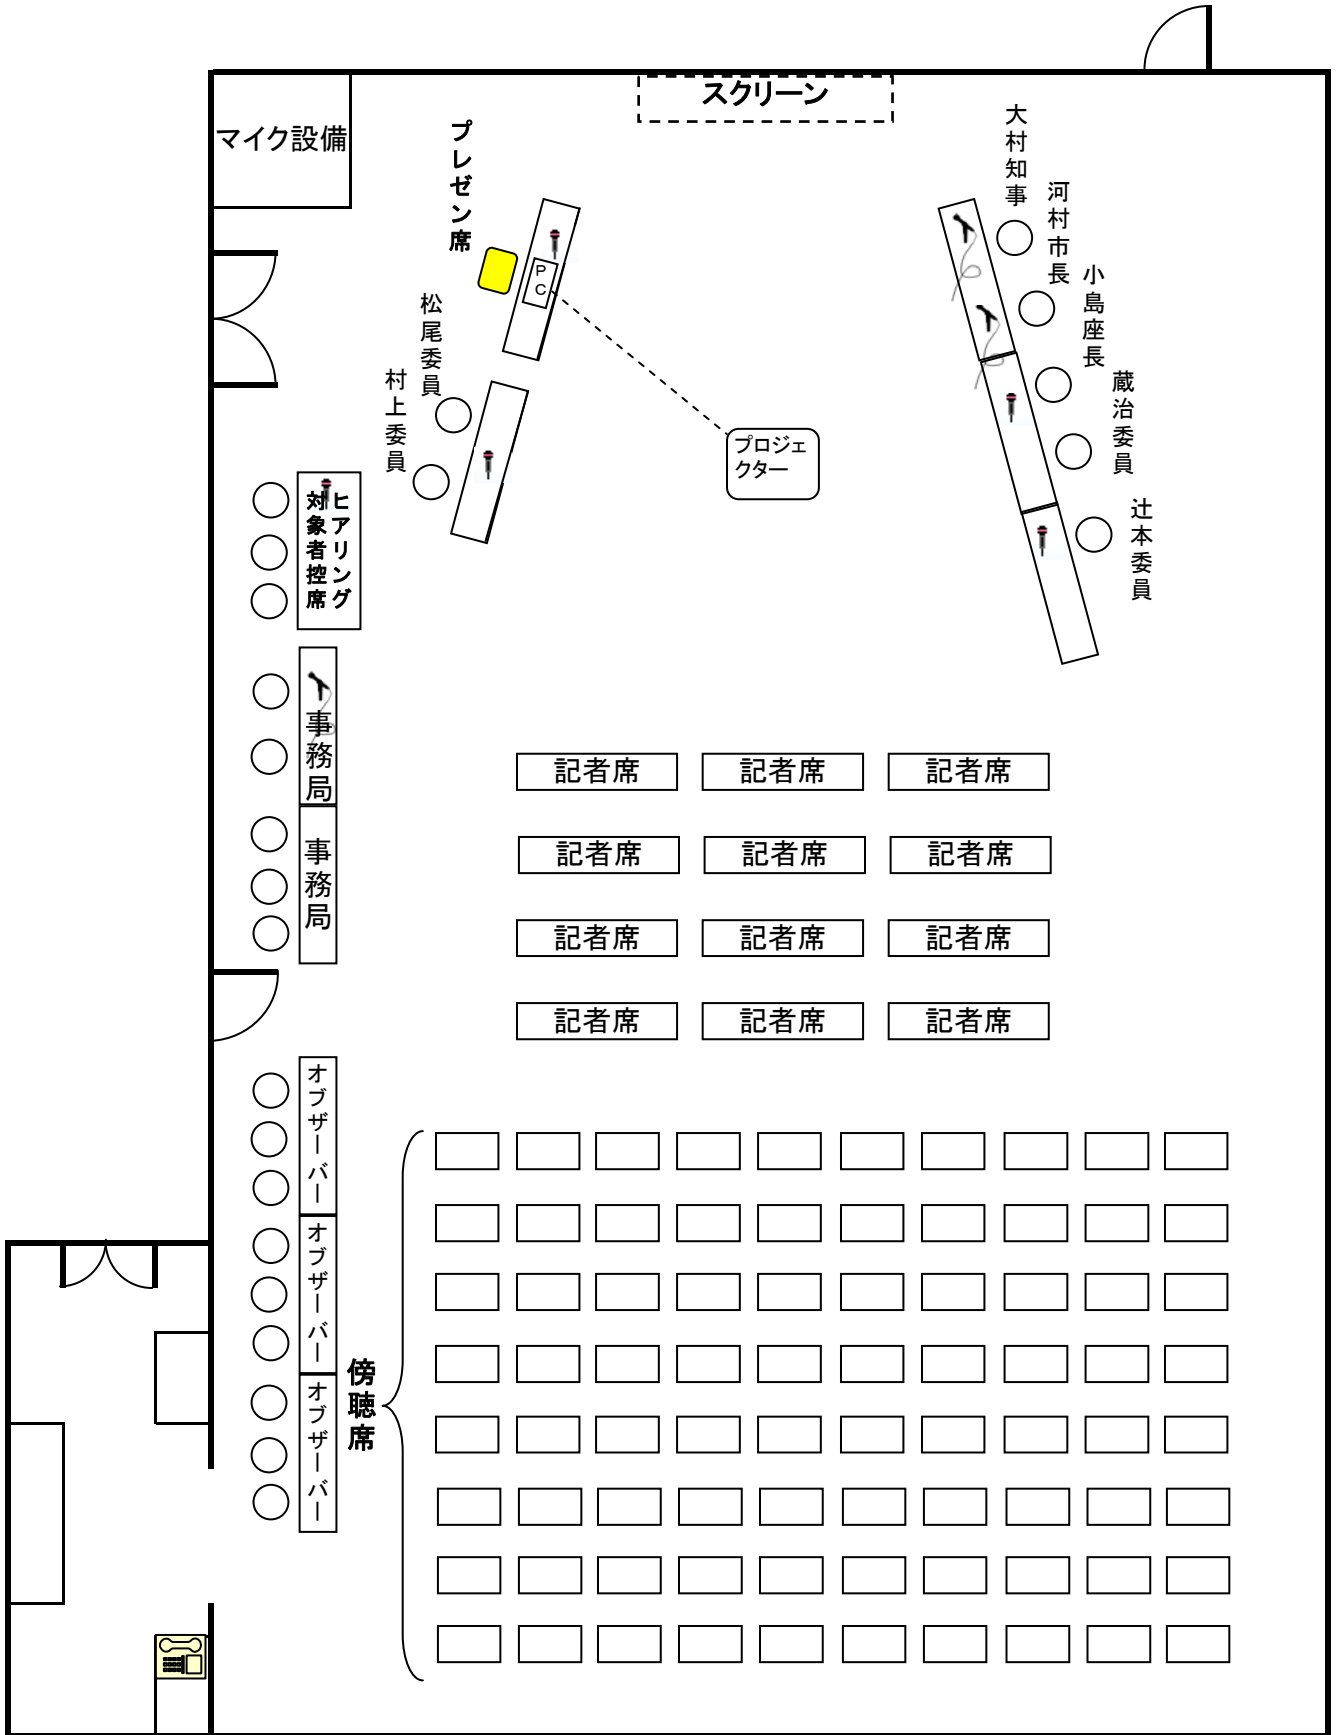 スクリーン
マイク設備
プレゼン席
大村知事
河村市長
小島座長
蔵治委員
辻本委員
PC
松尾委員
村上委員
プロジェ
クター
ヒアリング
対象者控席
事務局
事務局
記者席 記者席 記者席
記者席 記者席 記者席
記者席 記者席 記者席
記者席 記者席 記者席
オブザーバー
オブザーバー
オブザーバー
傍聴席